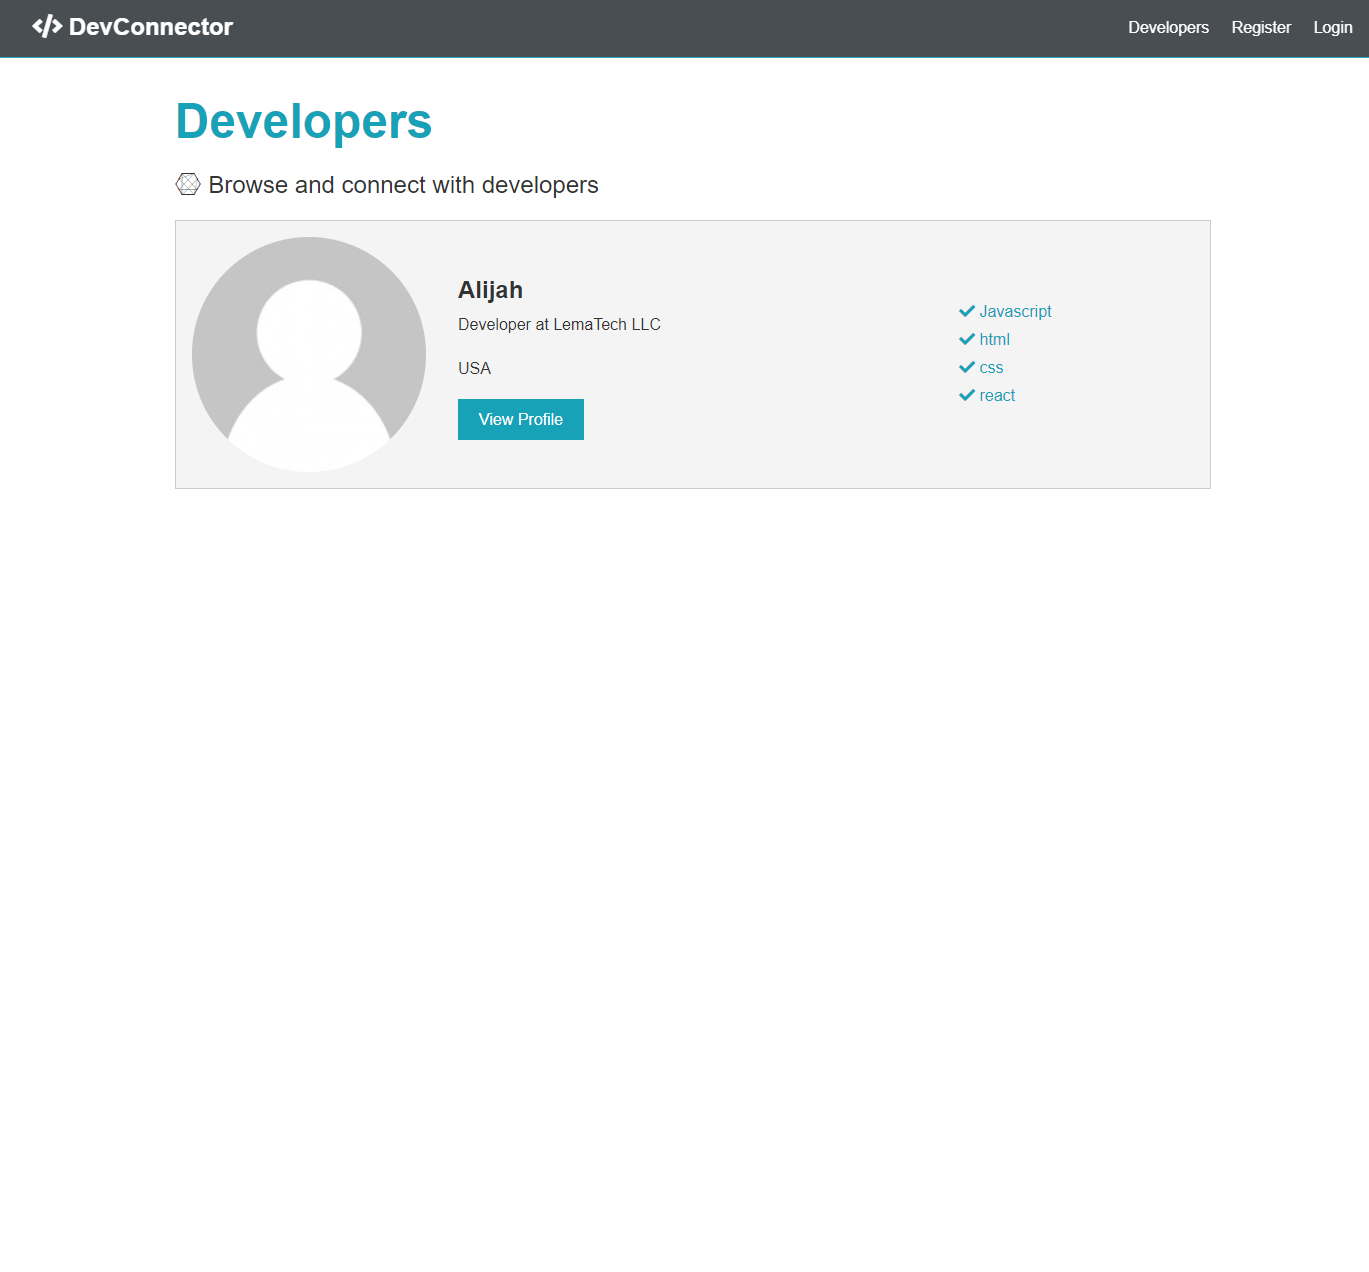 DevConnector
Developers Register Login
Developers
Browse and connect with developers
Alijah
Developer at LemaTech LLC
USA
View Profile
Javascript
html
css
react